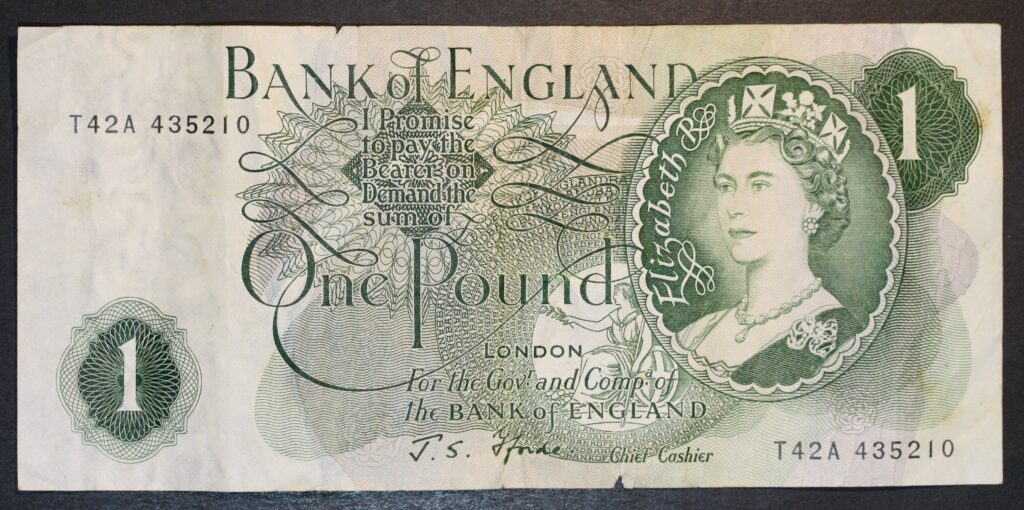 BANK of ENGLAND
T42A 435210
I Promise
to pay the
Bearer on
Demand the
sum of
One Pound
LONDON
For the Govr. and Compa. of
the BANK of ENGLAND
J. S. Fforde Chief Cashier
Elizabeth R
1
1
T42A 435210